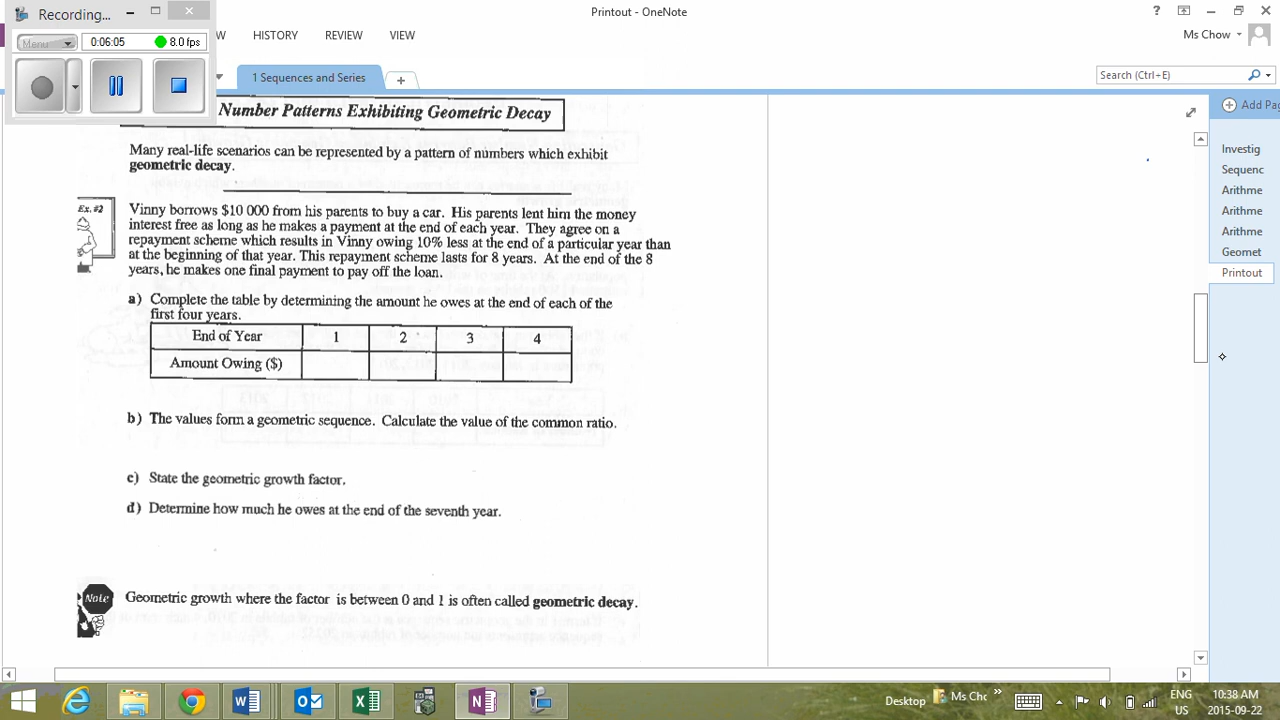 Recording...
Printout - OneNote
Menu
0:06:05
8.0 fps
W
HISTORY
REVIEW
VIEW
Ms Chow
1 Sequences and Series
Search (Ctrl+E)
Number Patterns Exhibiting Geometric Decay
Add Pag
Many real-life scenarios can be represented by a pattern of numbers which exhibit
geometric decay.
Investig
Sequenc
Arithme
Arithme
Arithme
Geomet
Printout
Ex. #2
Vinny borrows $10 000 from his parents to buy a car. His parents lent him the money
interest free as long as he makes a payment at the end of each year. They agree on a
repayment scheme which results in Vinny owing 10% less at the end of a particular year than
at the beginning of that year. This repayment scheme lasts for 8 years. At the end of the 8
years, he makes one final payment to pay off the loan.
a) Complete the table by determining the amount he owes at the end of each of the
first four years.
End of Year 1 2 3 4
Amount Owing ($)
b) The values form a geometric sequence. Calculate the value of the common ratio.
c) State the geometric growth factor.
d) Determine how much he owes at the end of the seventh year.
Note
Geometric growth where the factor is between 0 and 1 is often called geometric decay.
Desktop
Ms Chc
ENG
US
10:38 AM
2015-09-22